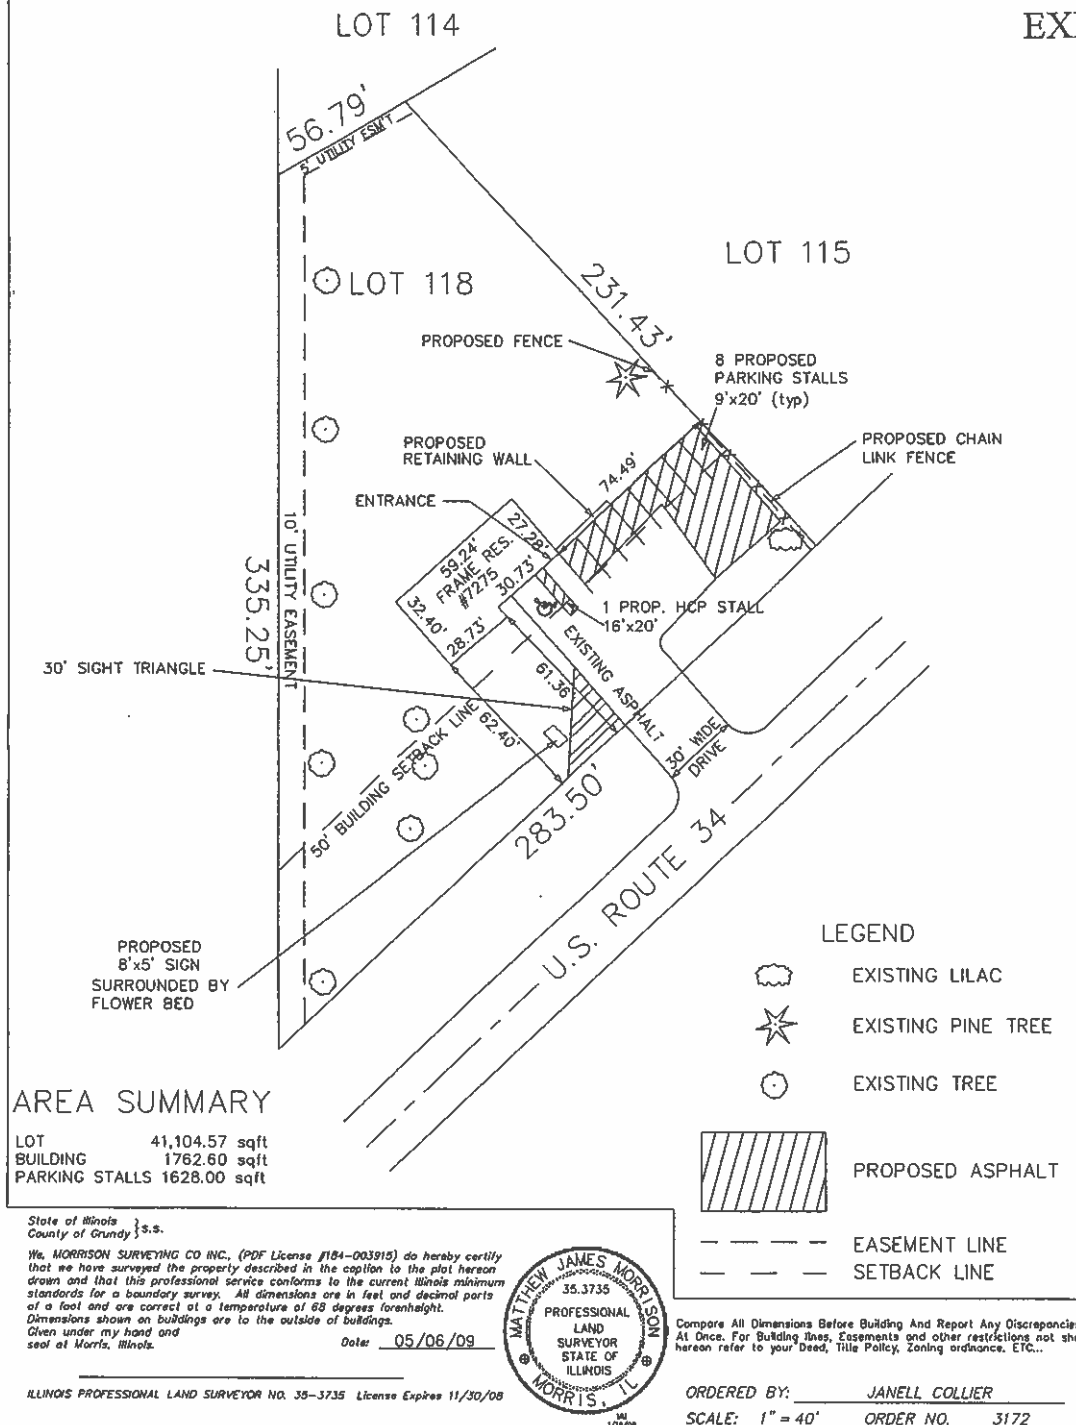 LOT 114
EXI
56.79'
5' UTILITY ESM'T
LOT 115
LOT 118
231.43'
PROPOSED FENCE
8 PROPOSED
PARKING STALLS
9'x20' (typ)
PROPOSED
RETAINING WALL
PROPOSED CHAIN
LINK FENCE
74.49'
ENTRANCE
27.28'
59.24'
FRAME RES.
#7275
30.73'
32.40'
28.73'
10' UTILITY EASEMENT
335.25'
1 PROP. HCP STALL
16'x20'
EXISTING ASPHALT
30' SIGHT TRIANGLE
61.36
62.40'
50' BUILDING SETBACK LINE
30' WIDE
DRIVE
283.50'
U.S. ROUTE 34
PROPOSED
8'x5' SIGN
SURROUNDED BY
FLOWER BED
LEGEND
EXISTING LILAC
EXISTING PINE TREE
EXISTING TREE
PROPOSED ASPHALT
EASEMENT LINE
SETBACK LINE
AREA SUMMARY
LOT 41,104.57 sqft
BUILDING 1762.60 sqft
PARKING STALLS 1628.00 sqft
State of Illinois
County of Grundy } s.s.
We, MORRISON SURVEYING CO INC., (PDF License #184-003915) do hereby certify
that we have surveyed the property described in the caption to the plat hereon
drawn and that this professional service conforms to the current Illinois minimum
standards for a boundary survey. All dimensions are in feet and decimal parts
of a foot and are correct at a temperature of 68 degrees farenheight.
Dimensions shown on buildings are to the outside of buildings.
Given under my hand and
seal at Morris, Illinois.
Date: 05/06/09
ILLINOIS PROFESSIONAL LAND SURVEYOR NO. 35-3735 License Expires 11/30/08
MATTHEW JAMES MORRISON
35.3735
PROFESSIONAL
LAND
SURVEYOR
STATE OF
ILLINOIS
MORRIS, IL
Compare All Dimensions Before Building And Report Any Discrepancies
At Once. For Building lines, Easements and other restrictions not sho
hereon refer to your Deed, Title Policy, Zoning ordinance, ETC...
ORDERED BY: JANELL COLLIER
SCALE: 1" = 40' ORDER NO. 3172